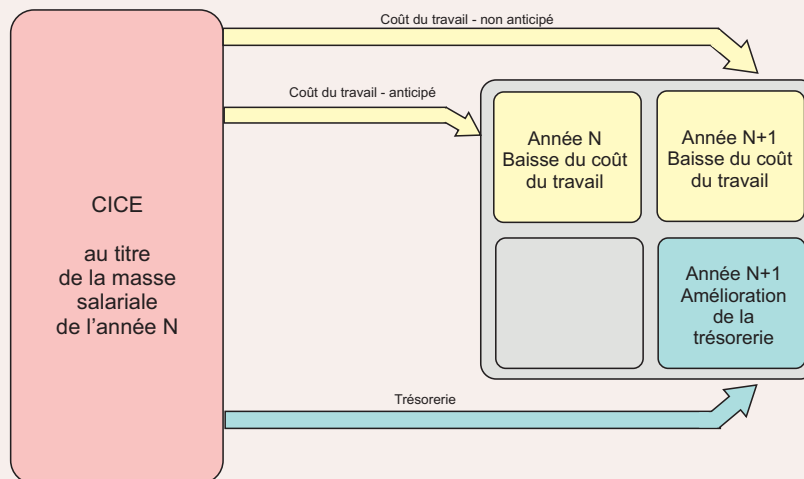 Coût du travail - non anticipé
Coût du travail - anticipé
Année N
Baisse du coût
du travail
Année N+1
Baisse du coût
du travail
CICE
au titre
de la masse
salariale
de l’année N
Année N+1
Amélioration
de la
trésorerie
Trésorerie